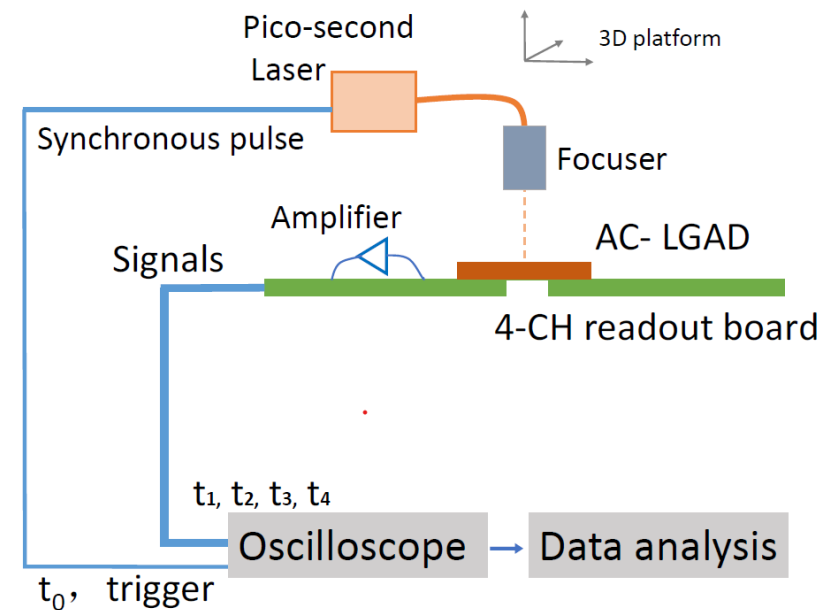 Pico-second
Laser
3D platform
Synchronous pulse
Focuser
Amplifier
AC- LGAD
Signals
4-CH readout board
t₁, t₂, t₃, t₄
Oscilloscope
Data analysis
t₀, trigger